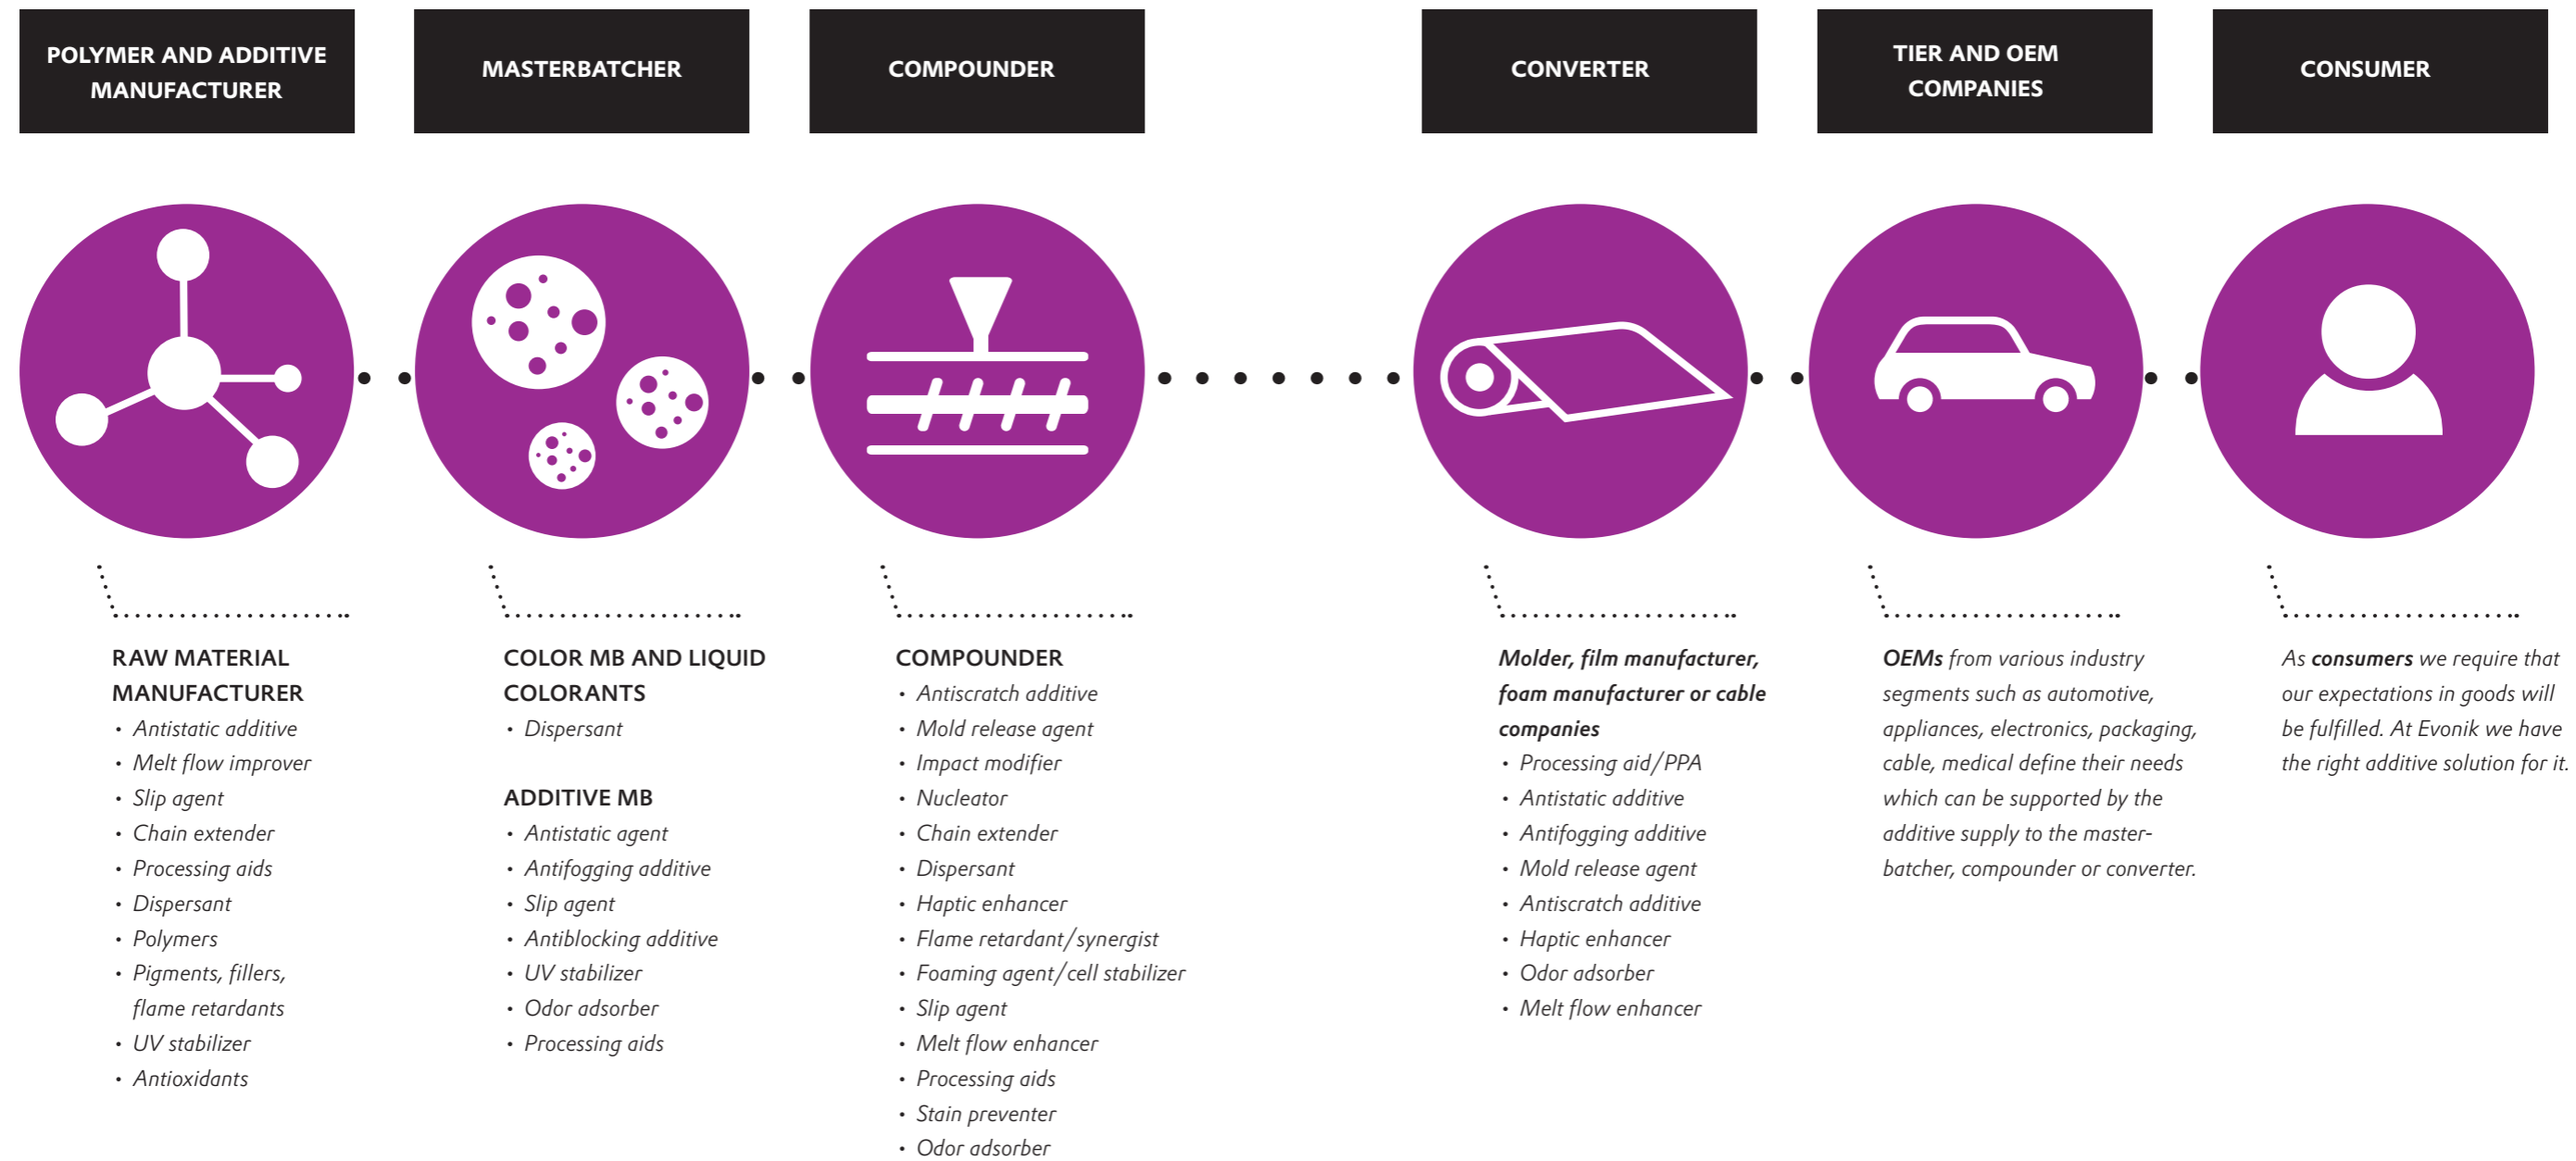 POLYMER AND ADDITIVE
MANUFACTURER
MASTERBATCHER
COMPOUNDER
CONVERTER
TIER AND OEM
COMPANIES
CONSUMER
RAW MATERIAL
MANUFACTURER
• Antistatic additive
• Melt flow improver
• Slip agent
• Chain extender
• Processing aids
• Dispersant
• Polymers
• Pigments, fillers,
flame retardants
• UV stabilizer
• Antioxidants
COLOR MB AND LIQUID
COLORANTS
• Dispersant
ADDITIVE MB
• Antistatic agent
• Antifogging additive
• Slip agent
• Antiblocking additive
• UV stabilizer
• Odor adsorber
• Processing aids
COMPOUNDER
• Antiscratch additive
• Mold release agent
• Impact modifier
• Nucleator
• Chain extender
• Dispersant
• Haptic enhancer
• Flame retardant/synergist
• Foaming agent/cell stabilizer
• Slip agent
• Melt flow enhancer
• Processing aids
• Stain preventer
• Odor adsorber
Molder, film manufacturer,
foam manufacturer or cable
companies
• Processing aid/PPA
• Antistatic additive
• Antifogging additive
• Mold release agent
• Antiscratch additive
• Haptic enhancer
• Odor adsorber
• Melt flow enhancer
OEMs from various industry
segments such as automotive,
appliances, electronics, packaging,
cable, medical define their needs
which can be supported by the
additive supply to the master-
batcher, compounder or converter.
As consumers we require that
our expectations in goods will
be fulfilled. At Evonik we have
the right additive solution for it.